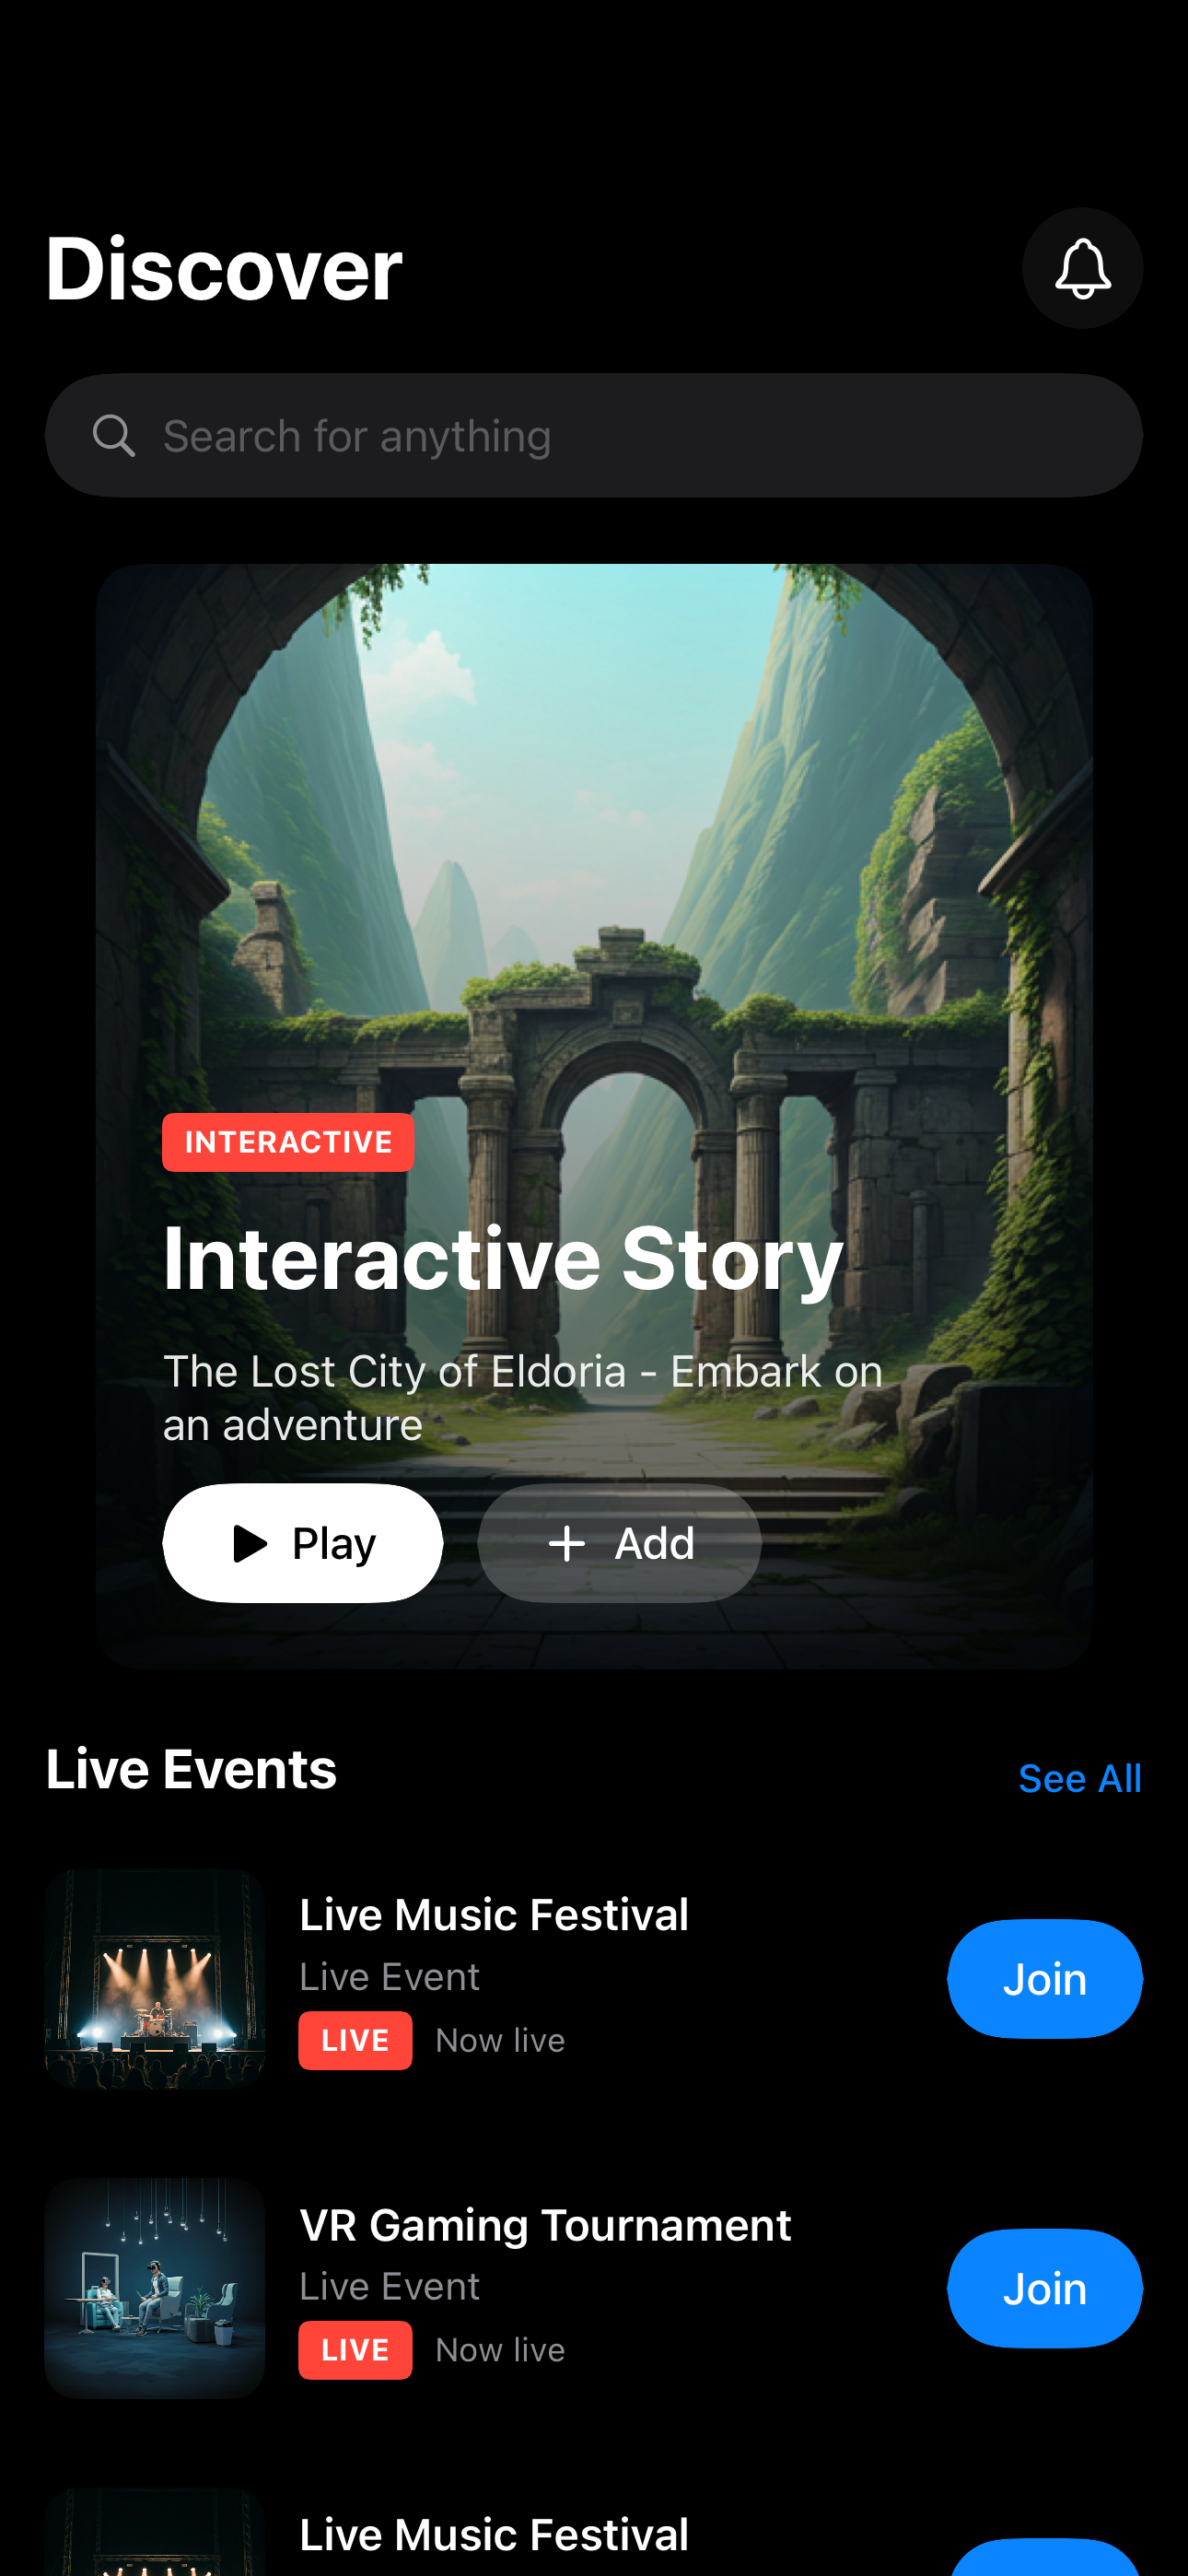 Discover
Search for anything
INTERACTIVE
Interactive Story
The Lost City of Eldoria - Embark on
an adventure
Play
Add
Live Events
See All
Live Music Festival
Live Event
LIVE Now live
Join
VR Gaming Tournament
Live Event
LIVE Now live
Join
Live Music Festival